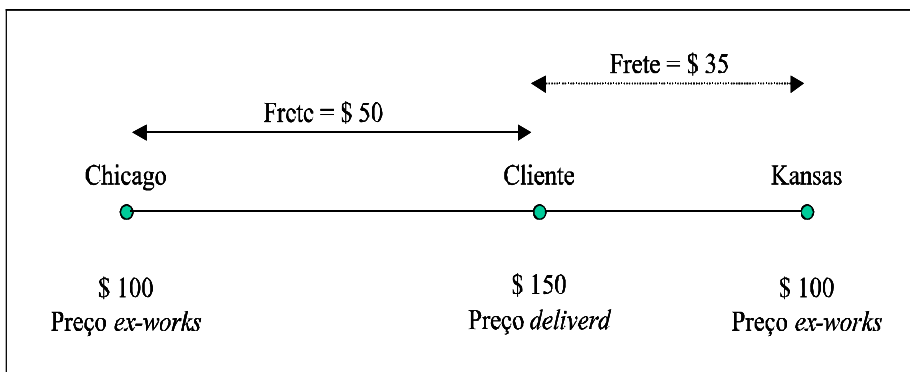 Frete = $ 35
Frete = $ 50
Chicago
Cliente
Kansas
$ 100
Preço ex-works
$ 150
Preço deliverd
$ 100
Preço ex-works